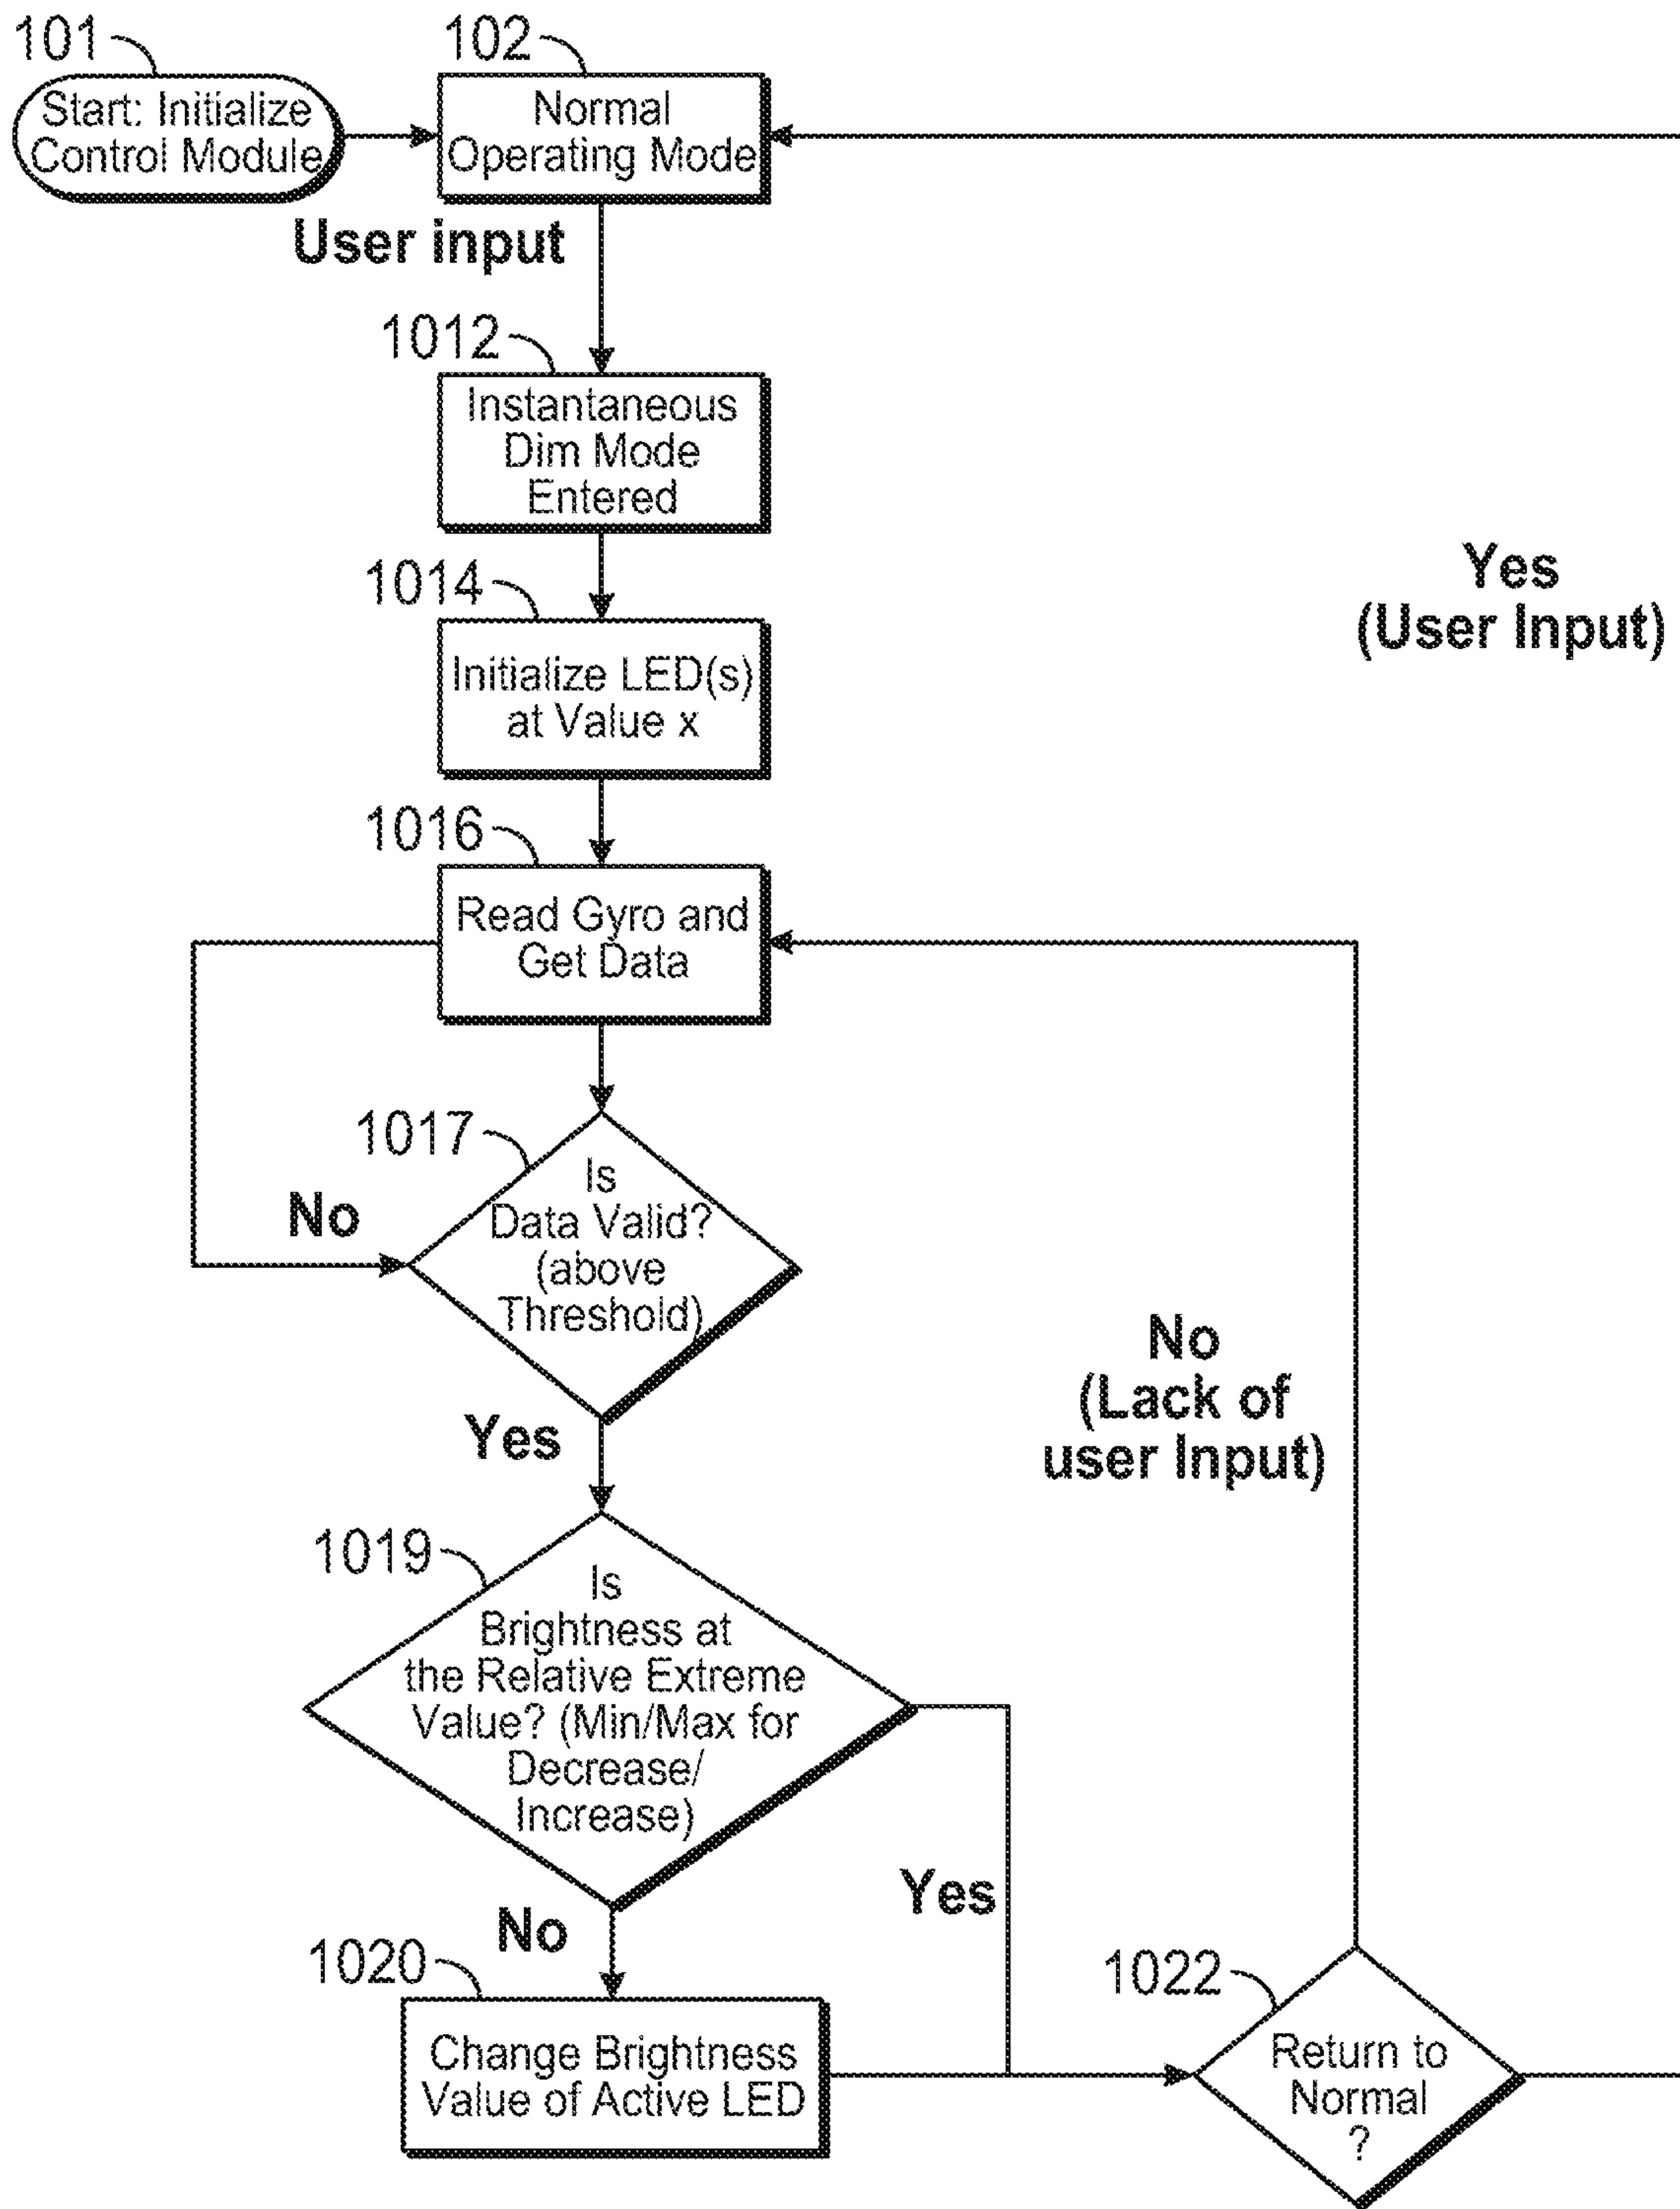 101
Start: Initialize
Control Module
102
Normal
Operating Mode
User input
1012
Instantaneous
Dim Mode
Entered
1014
Initialize LED(s)
at Value x
Yes
(User Input)
1016
Read Gyro and
Get Data
1017
Is
Data Valid?
(above
Threshold)
No
Yes
No
(Lack of
user Input)
1019
Is
Brightness at
the Relative Extreme
Value? (Min/Max for
Decrease/
Increase)
Yes
No
1020
Change Brightness
Value of Active LED
1022
Return to
Normal
?